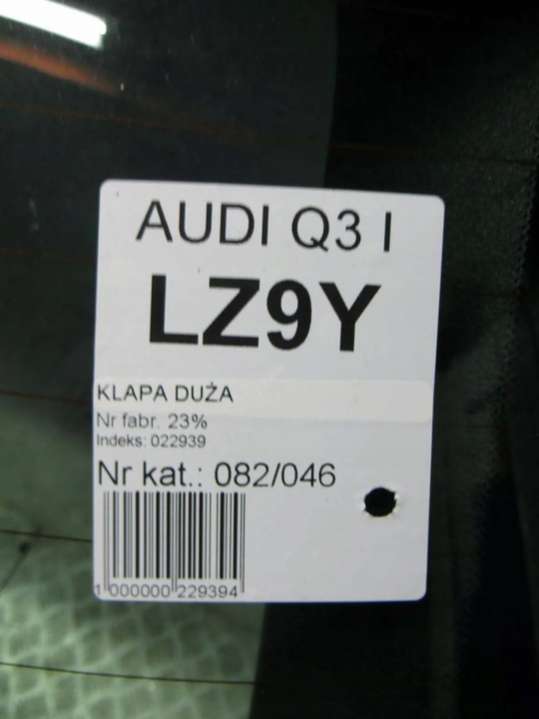 AUDI Q3 I
LZ9Y
KLAPA DUŻA
Nr fabr. 23%
Indeks: 022939
Nr kat.: 082/046
1 000000 229394